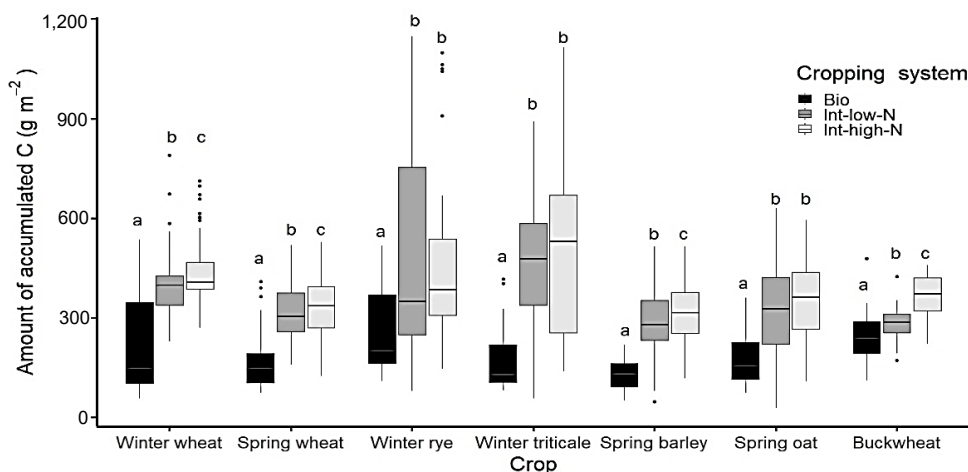 Amount of accumulated C (g m⁻²)
1,200
900
600
300
0
a b c
a b c
a b b
a b b
a b c
a b b
a b c
Cropping system
Bio
Int-low-N
Int-high-N
Winter wheat Spring wheat Winter rye Winter triticale Spring barley Spring oat Buckwheat
Crop